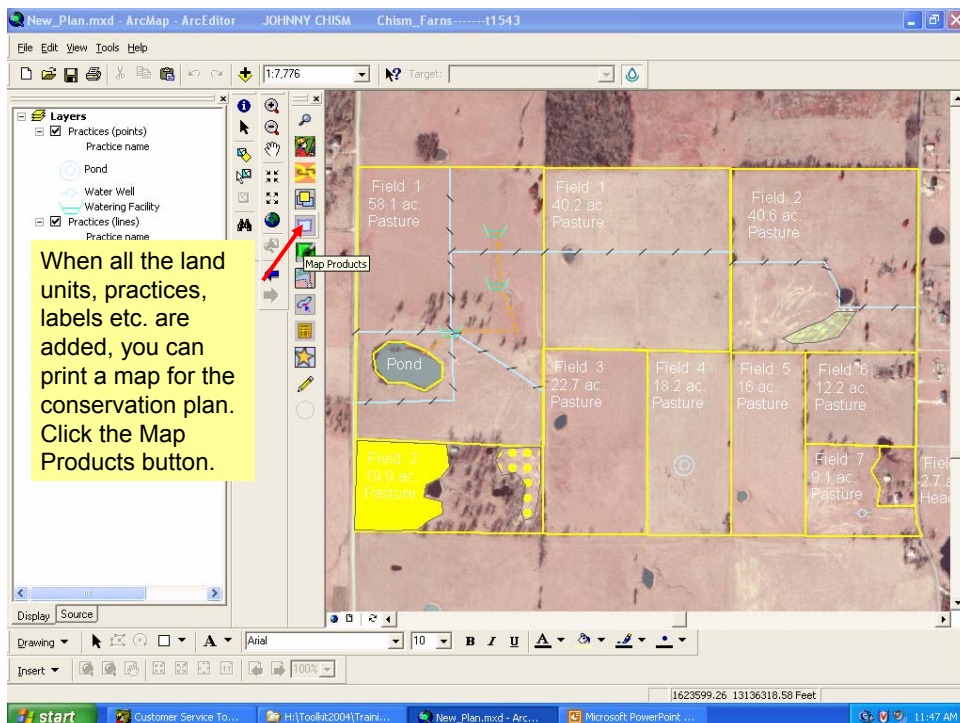 New_Plan.mxd - ArcMap - ArcEditor JOHNNY CHISM Chism_Farns-------t1543
File Edit View Tools Help
1:7,776
Target:
Layers
Practices (points)
Practice name
Pond
Water Well
Watering Facility
Practices (lines)
Practice name
When all the land
units, practices,
labels etc. are
added, you can
print a map for the
conservation plan.
Click the Map
Products button.
Map Products
Field 1
58.1 ac.
Pasture
Field 1
40.2 ac.
Pasture
Field 2
40.6 ac.
Pasture
Pond
Field 3
22.7 ac.
Pasture
Field 4
18.2 ac.
Pasture
Field 5
16 ac.
Pasture
Field 6
12.2 ac.
Pasture
Field 2
19.9 ac.
Pasture
Field 7
9.1 ac.
Pasture
Fiel
2.7 a
Hea
Display Source
Drawing A Arial 10 B I U A
Insert 100%
1623599.26 13136318.58 Feet
start Customer Service To... H:\Toolkit2004\Traini... New_Plan.mxd - Arc... Microsoft PowerPoint ... 11:47 AM